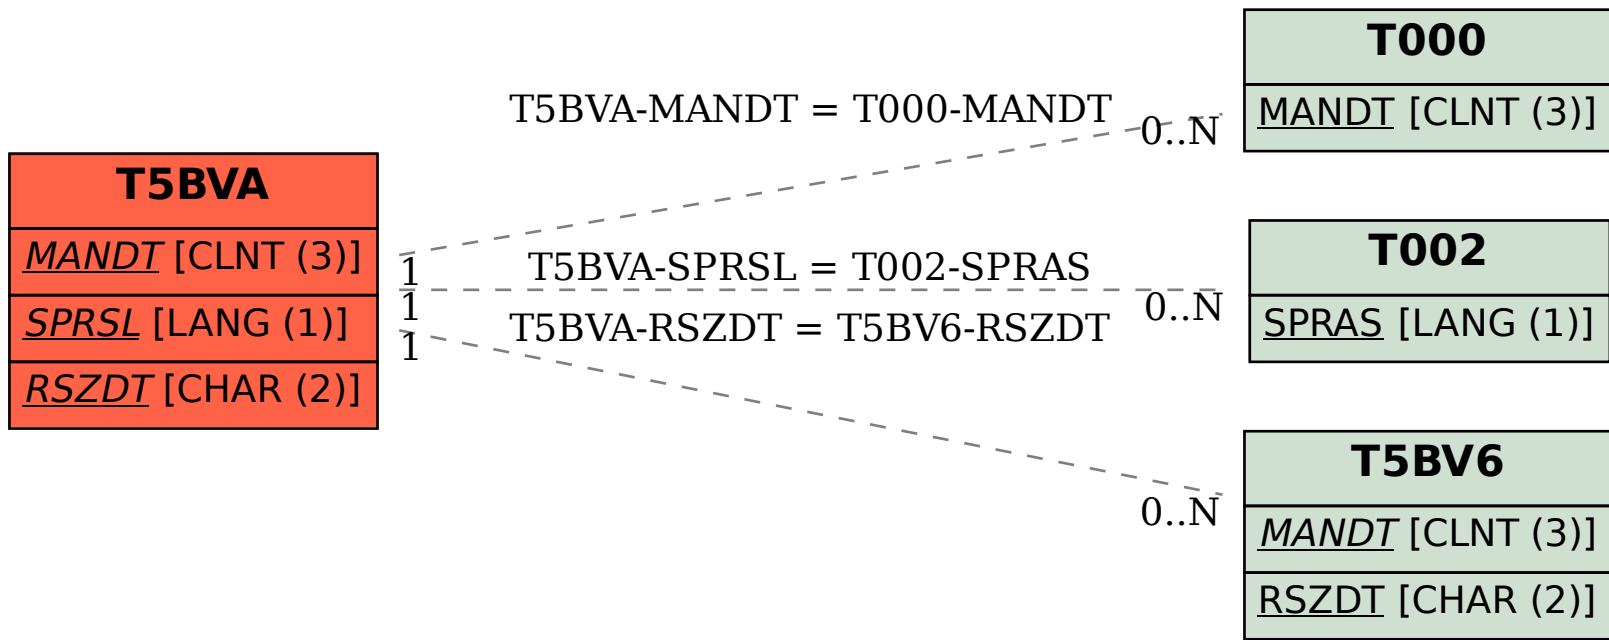 T5BVA
MANDT [CLNT (3)]
SPRSL [LANG (1)]
RSZDT [CHAR (2)]
T5BVA-MANDT = T000-MANDT
0..N
1
T5BVA-SPRSL = T002-SPRAS
0..N
1
T5BVA-RSZDT = T5BV6-RSZDT
1
0..N
T000
MANDT [CLNT (3)]
T002
SPRAS [LANG (1)]
T5BV6
MANDT [CLNT (3)]
RSZDT [CHAR (2)]